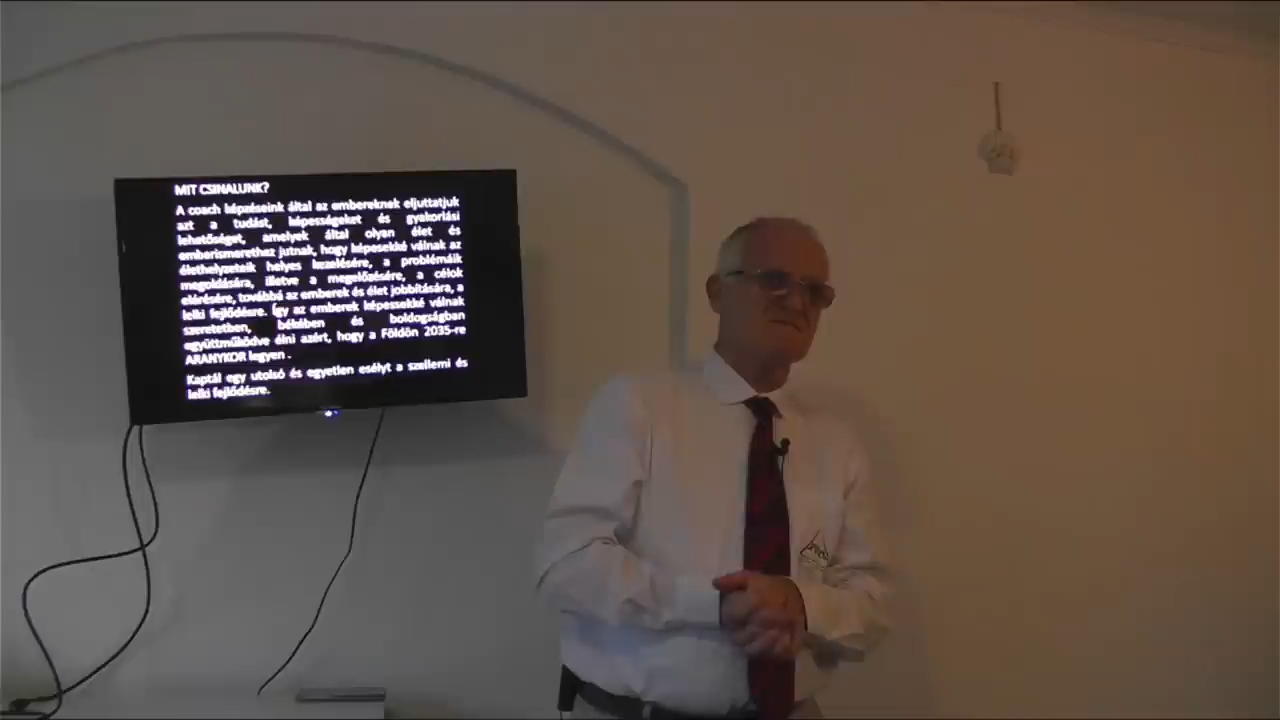 MIT CSINALUNK?
A coach képzéseink által az embereknek eljuttatjuk
azt a tudást, képességeket és gyakorlási
lehetőséget, amelyek által olyan élet és
emberismerethez jutnak, hogy képesekké válnak az
élethelyzeteik helyes kezelésére, a problémáik
megoldására, illetve a megelőzésére, a célok
elérésére, továbbá az emberek és élet jobbítására, a
lelki fejlődésre. Így az emberek képessekké válnak
szeretetben, békében és boldogságban
együttműködve élni azért, hogy a Földön 2035-re
ARANYKOR legyen .
Kaptál egy utolsó és egyetlen esélyt a szellemi és
lelki fejlődésre.